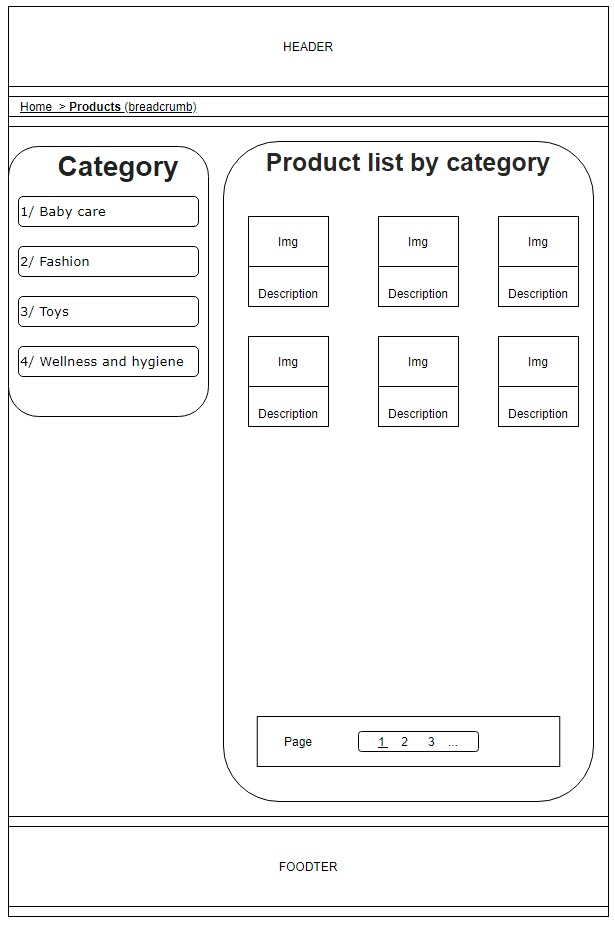 HEADER
Home > Products (breadcrumb)
Category
1/ Baby care
2/ Fashion
3/ Toys
4/ Wellness and hygiene
Product list by category
Img Img Img
Description Description Description
Img Img Img
Description Description Description
Page 1 2 3 ...
FOODTER